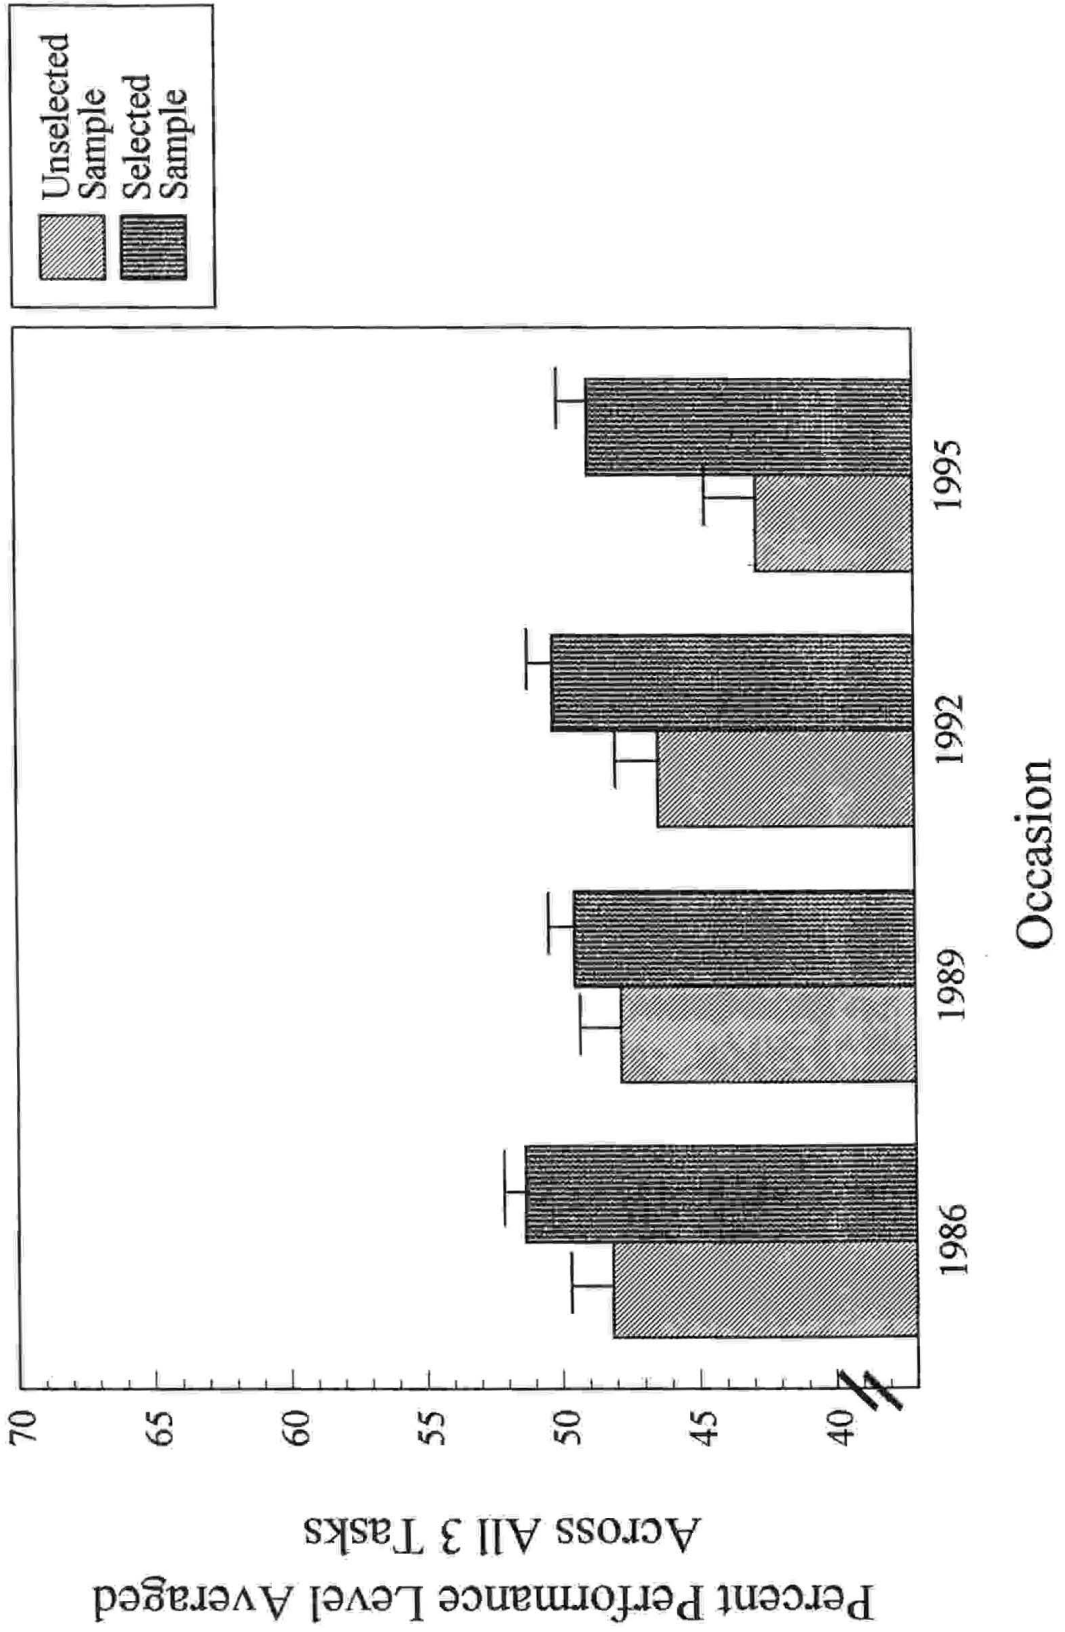 Unselected
Sample
Selected
Sample
Percent Performance Level Averaged
Across All 3 Tasks
70
65
60
55
50
45
40
1986
1989
1992
1995
Occasion